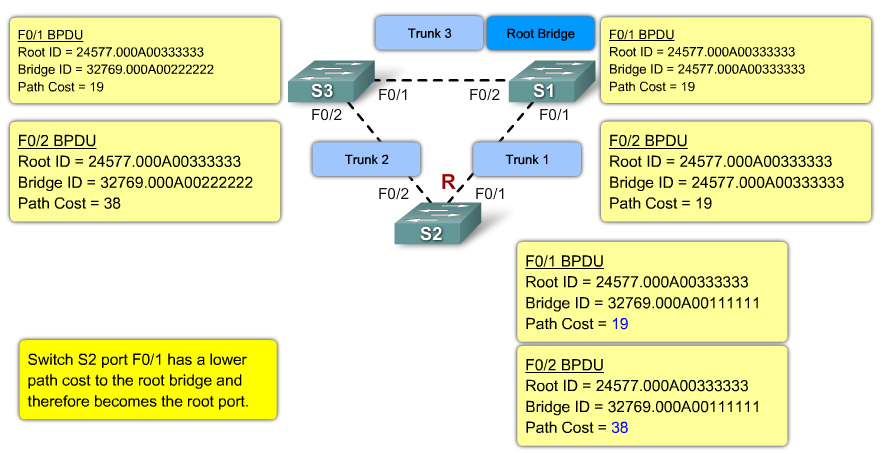 F0/1 BPDU
Root ID = 24577.000A00333333
Bridge ID = 32769.000A00222222
Path Cost = 19
F0/2 BPDU
Root ID = 24577.000A00333333
Bridge ID = 32769.000A00222222
Path Cost = 38
Trunk 3
Root Bridge
S3
F0/1
F0/2
S1
F0/2
F0/1
Trunk 2
Trunk 1
F0/2
R
F0/1
S2
F0/1 BPDU
Root ID = 24577.000A00333333
Bridge ID = 24577.000A00333333
Path Cost = 19
F0/2 BPDU
Root ID = 24577.000A00333333
Bridge ID = 24577.000A00333333
Path Cost = 19
F0/1 BPDU
Root ID = 24577.000A00333333
Bridge ID = 32769.000A00111111
Path Cost = 19
F0/2 BPDU
Root ID = 24577.000A00333333
Bridge ID = 32769.000A00111111
Path Cost = 38
Switch S2 port F0/1 has a lower
path cost to the root bridge and
therefore becomes the root port.